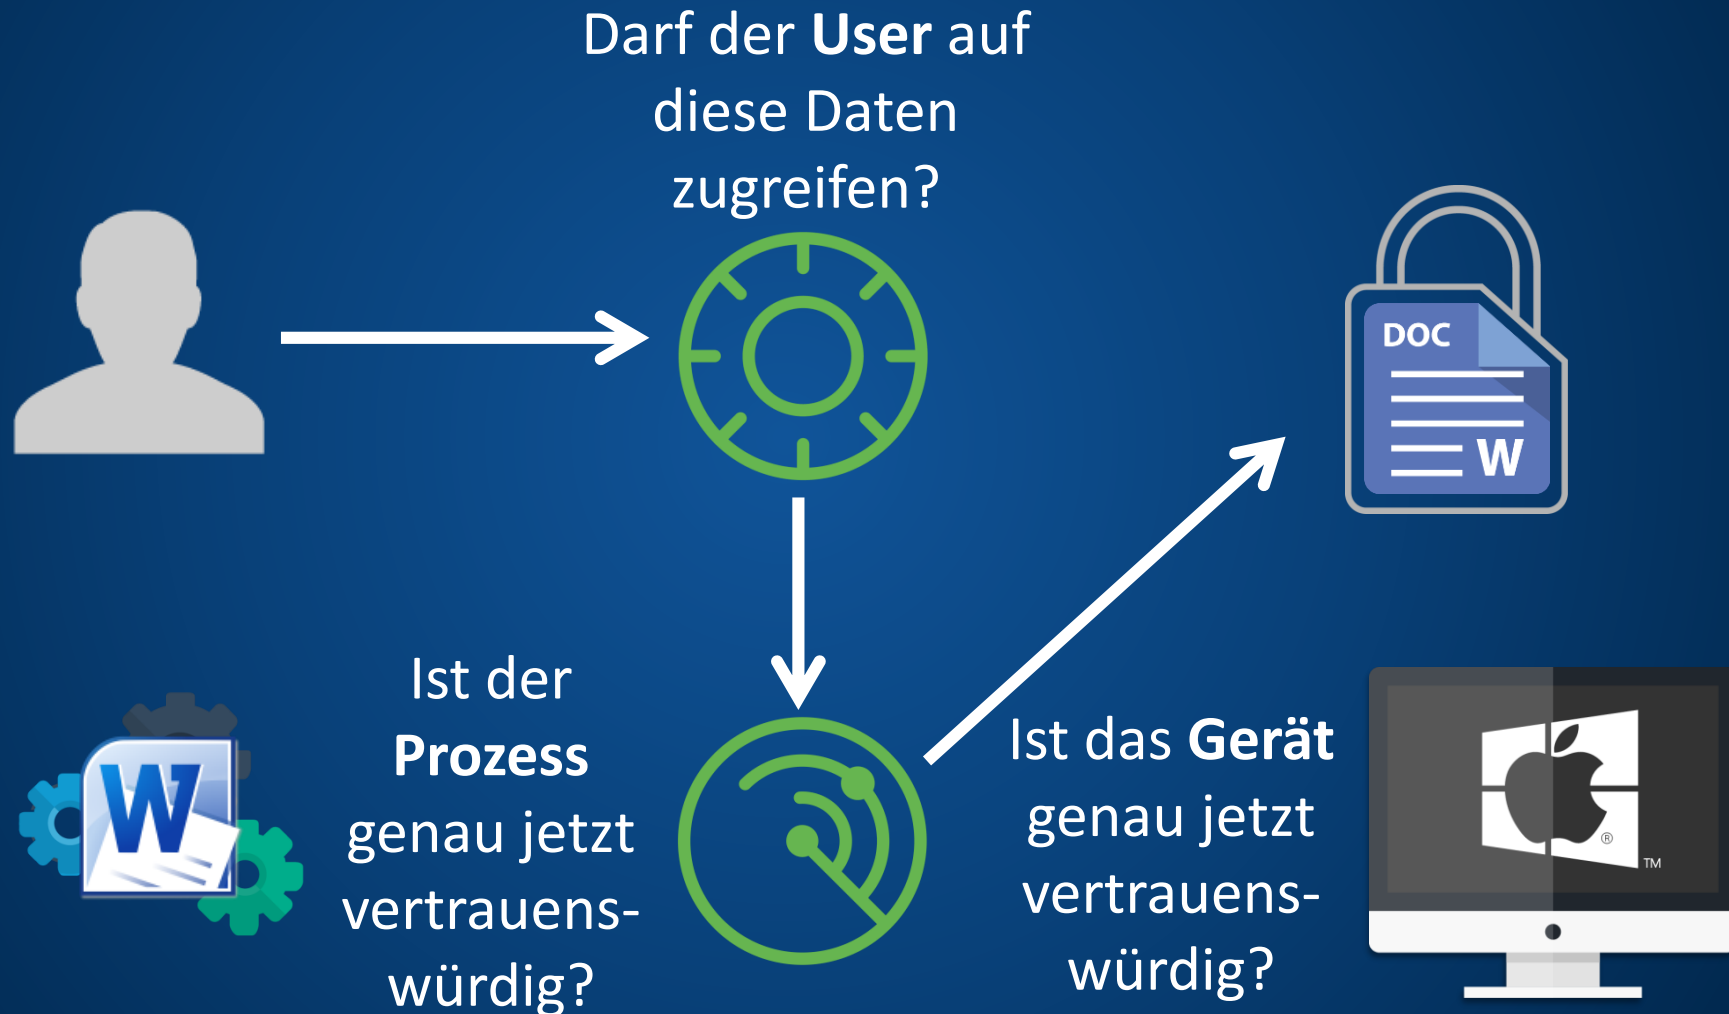 Darf der User auf
diese Daten
zugreifen?
DOC
W
Ist der
Prozess
genau jetzt
vertrauens-
würdig?
W
Ist das Gerät
genau jetzt
vertrauens-
würdig?
®
TM